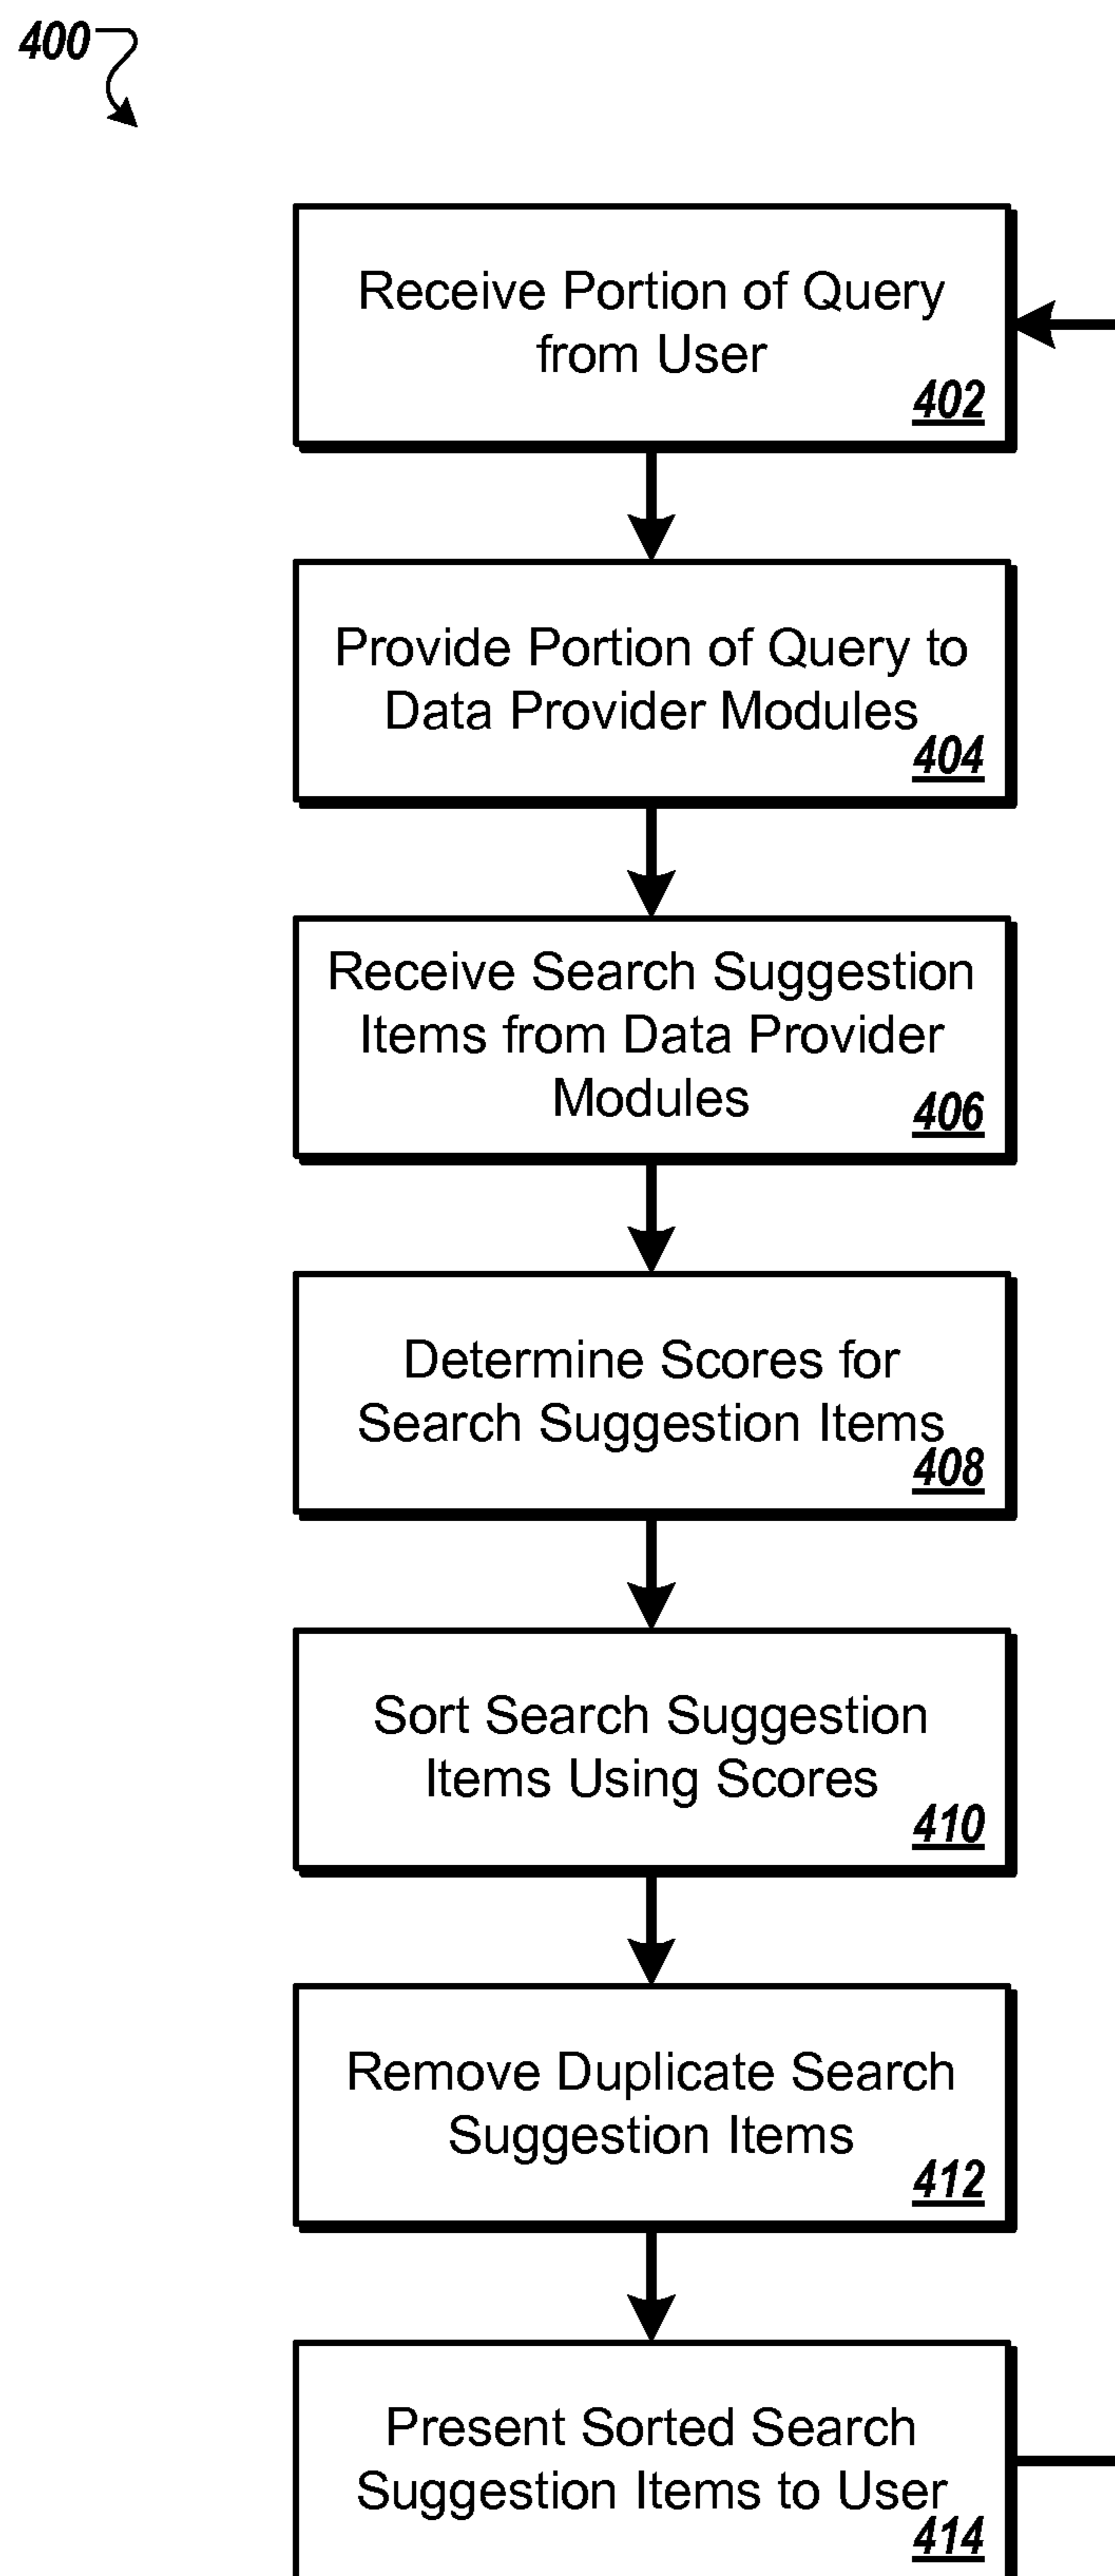 400
Receive Portion of Query
from User
402
Provide Portion of Query to
Data Provider Modules
404
Receive Search Suggestion
Items from Data Provider
Modules
406
Determine Scores for
Search Suggestion Items
408
Sort Search Suggestion
Items Using Scores
410
Remove Duplicate Search
Suggestion Items
412
Present Sorted Search
Suggestion Items to User
414